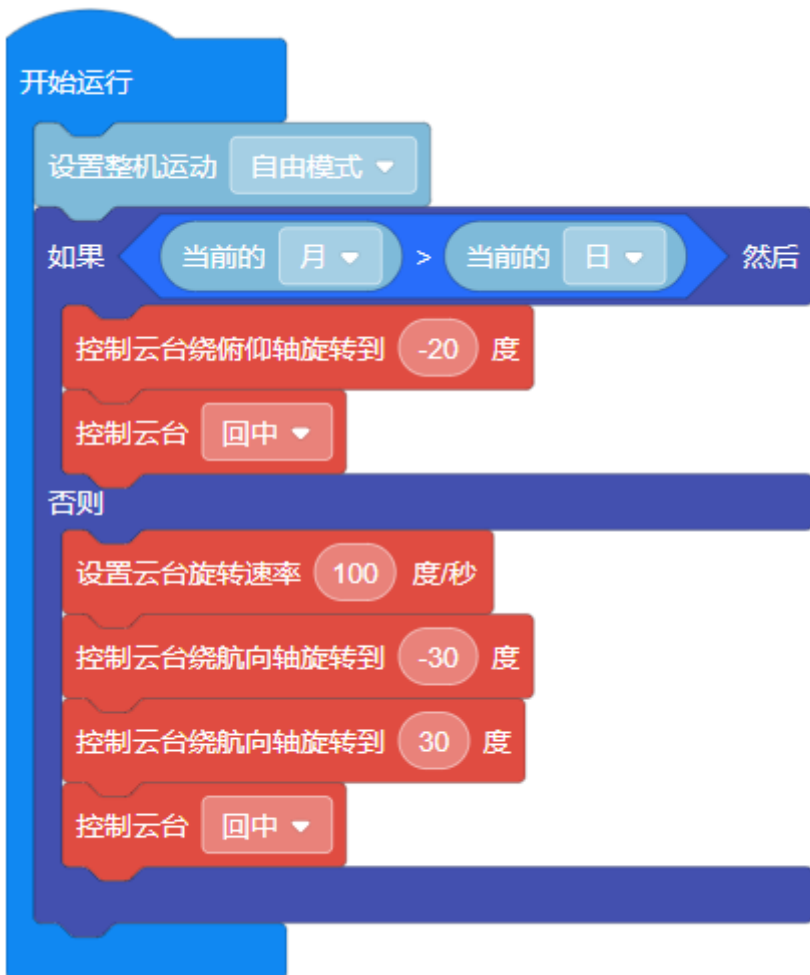 开始运行
设置整机运动 自由模式
如果 当前的 月 > 当前的 日 然后
控制云台绕俯仰轴旋转到 -20 度
控制云台 回中
否则
设置云台旋转速率 100 度/秒
控制云台绕航向轴旋转到 -30 度
控制云台绕航向轴旋转到 30 度
控制云台 回中